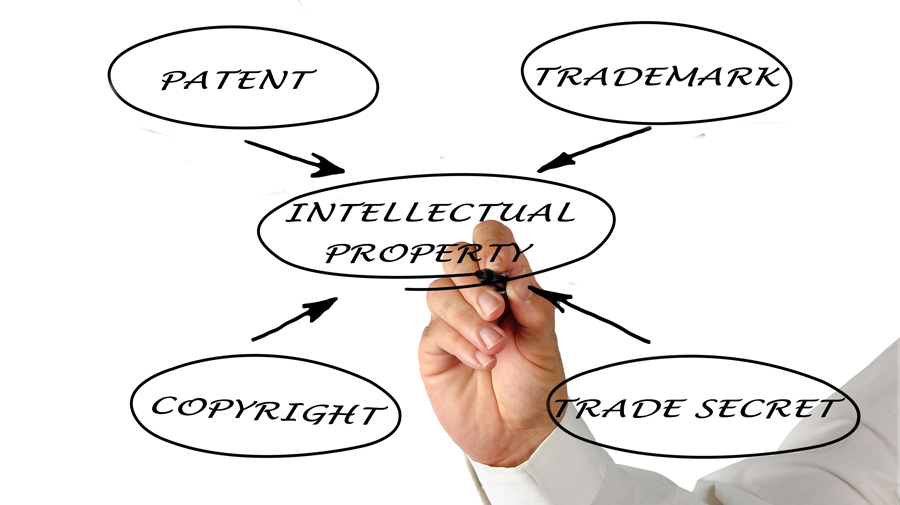 PATENT
TRADEMARK
INTELLECTUAL
PROPERTY
COPYRIGHT
TRADE SECRET